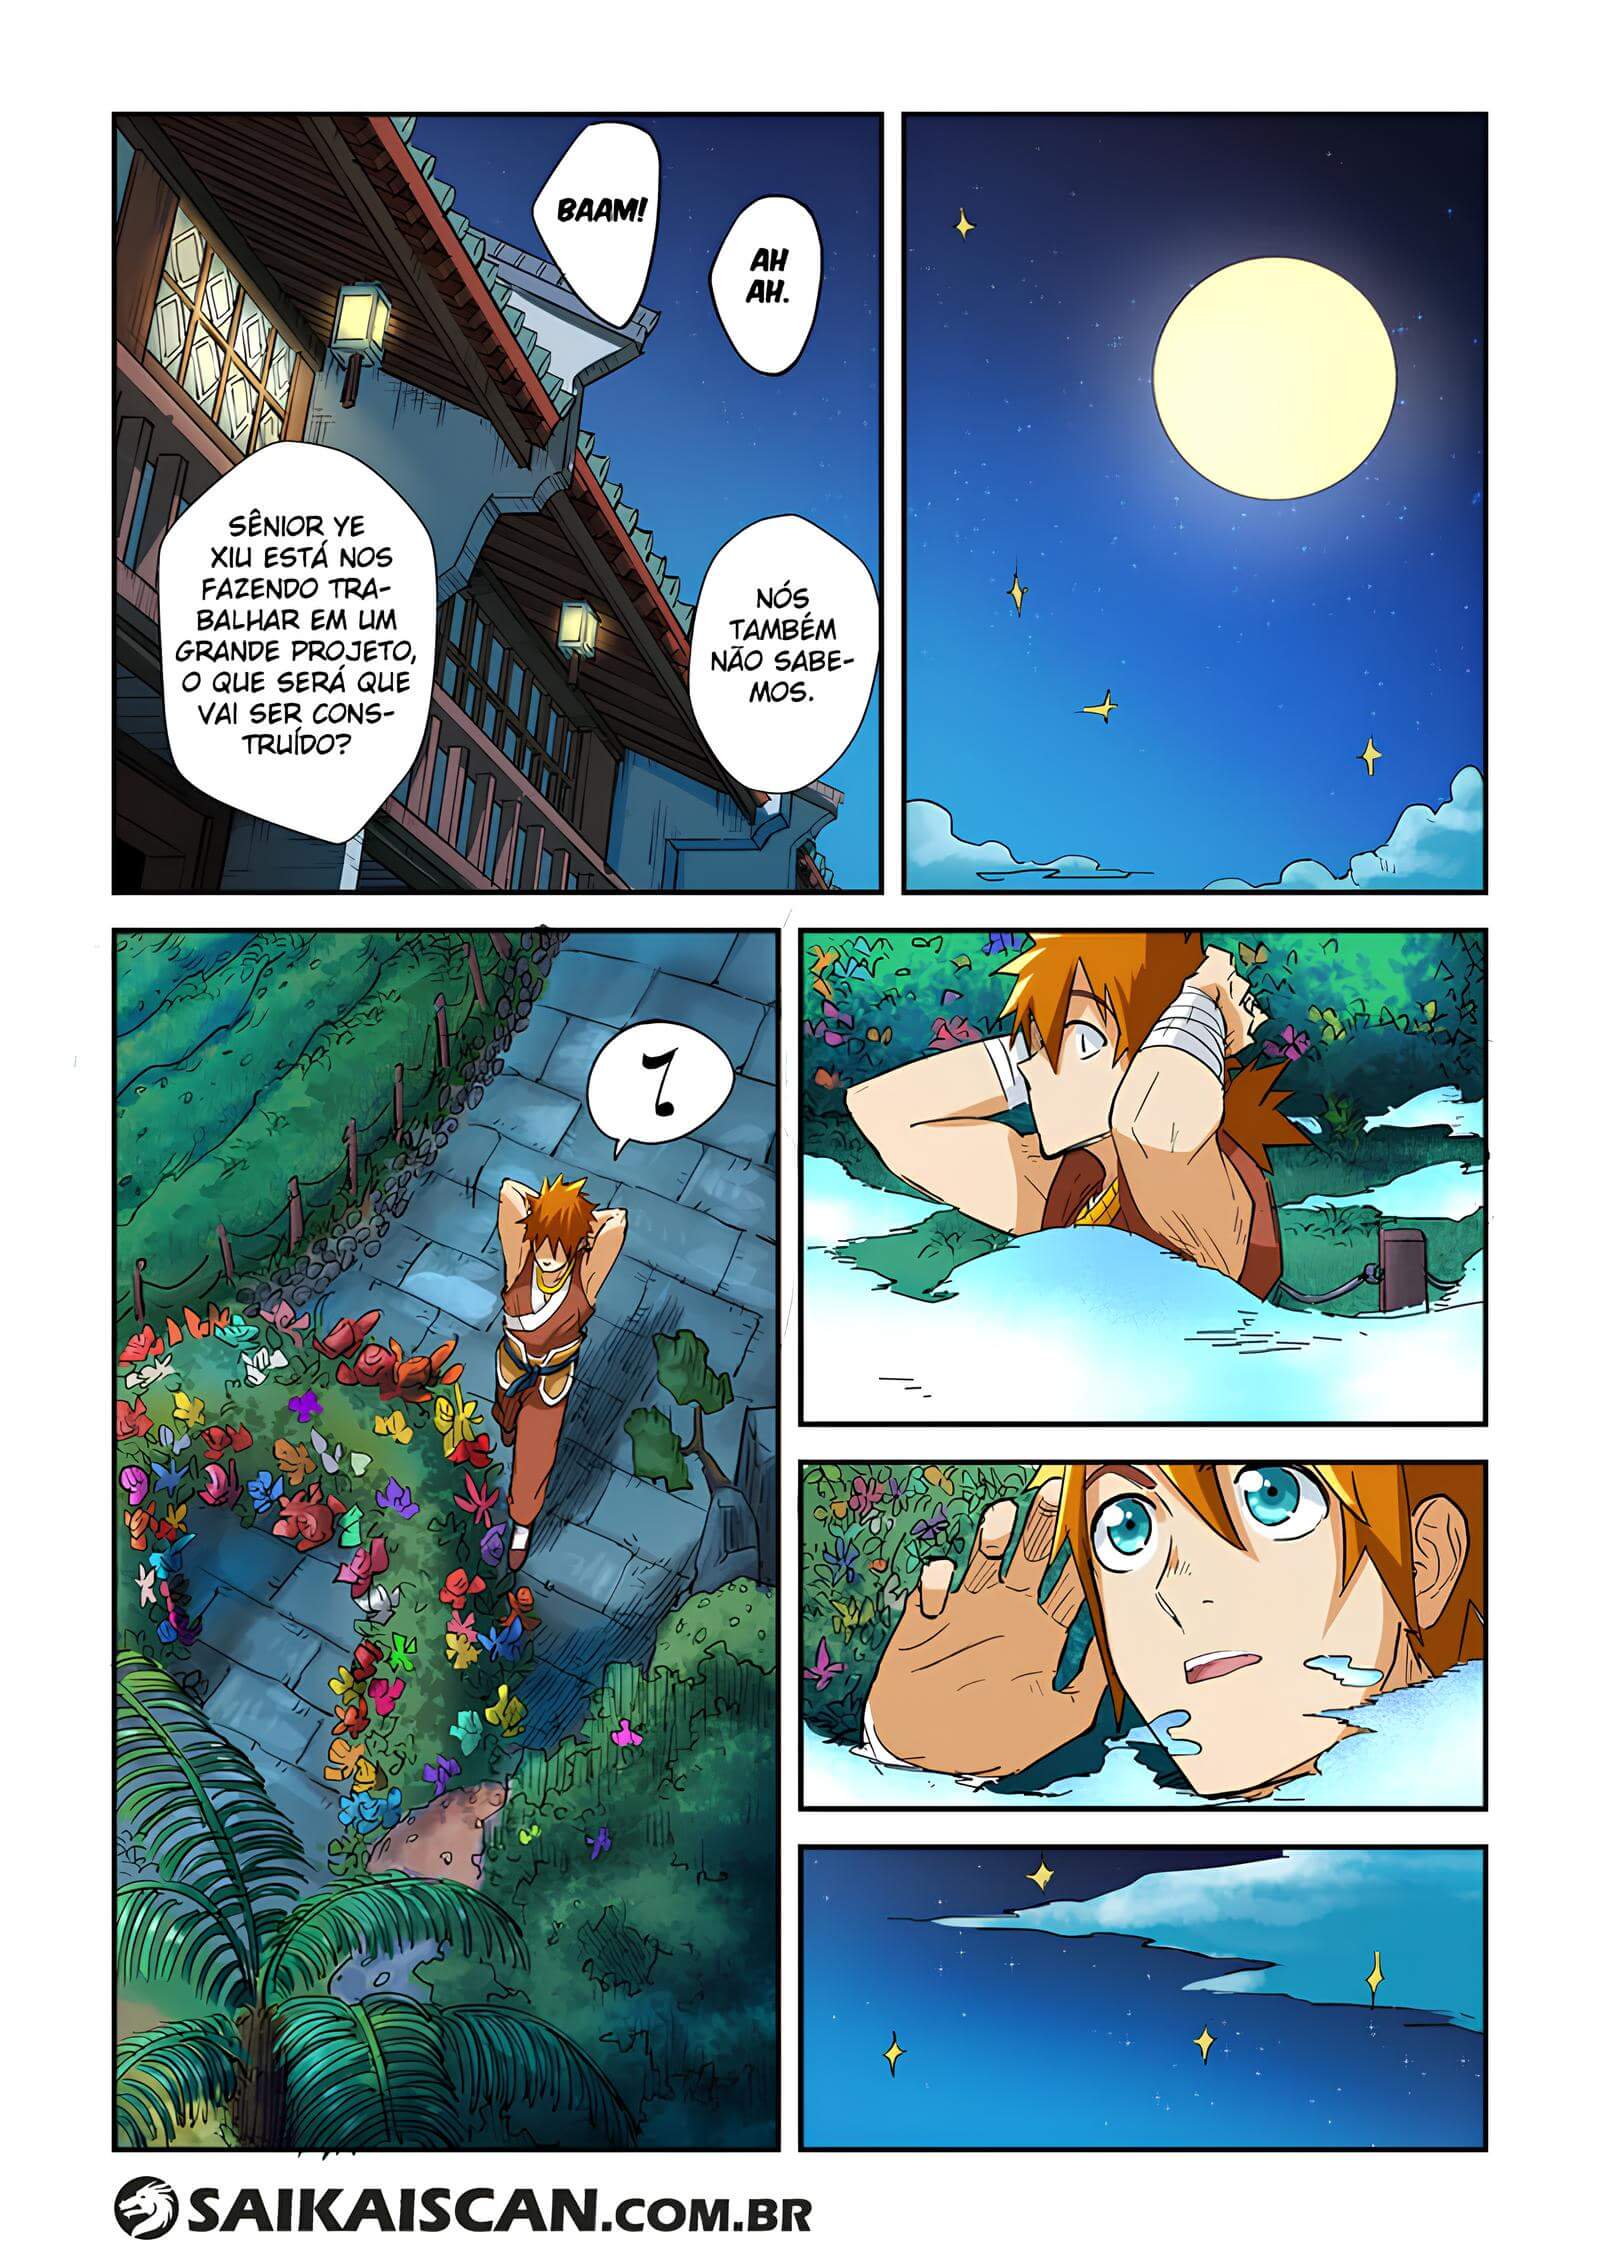 BAAM!
AH
AH.
SÊNIOR YE
XIU ESTÁ NOS
FAZENDO TRA-
BALHAR EM UM
GRANDE PROJETO,
O QUE SERÁ QUE
VAI SER CONS-
TRUÍDO?
NÓS
TAMBÉM
NÃO SABE-
MOS.
SAIKAISCAN.COM.BR